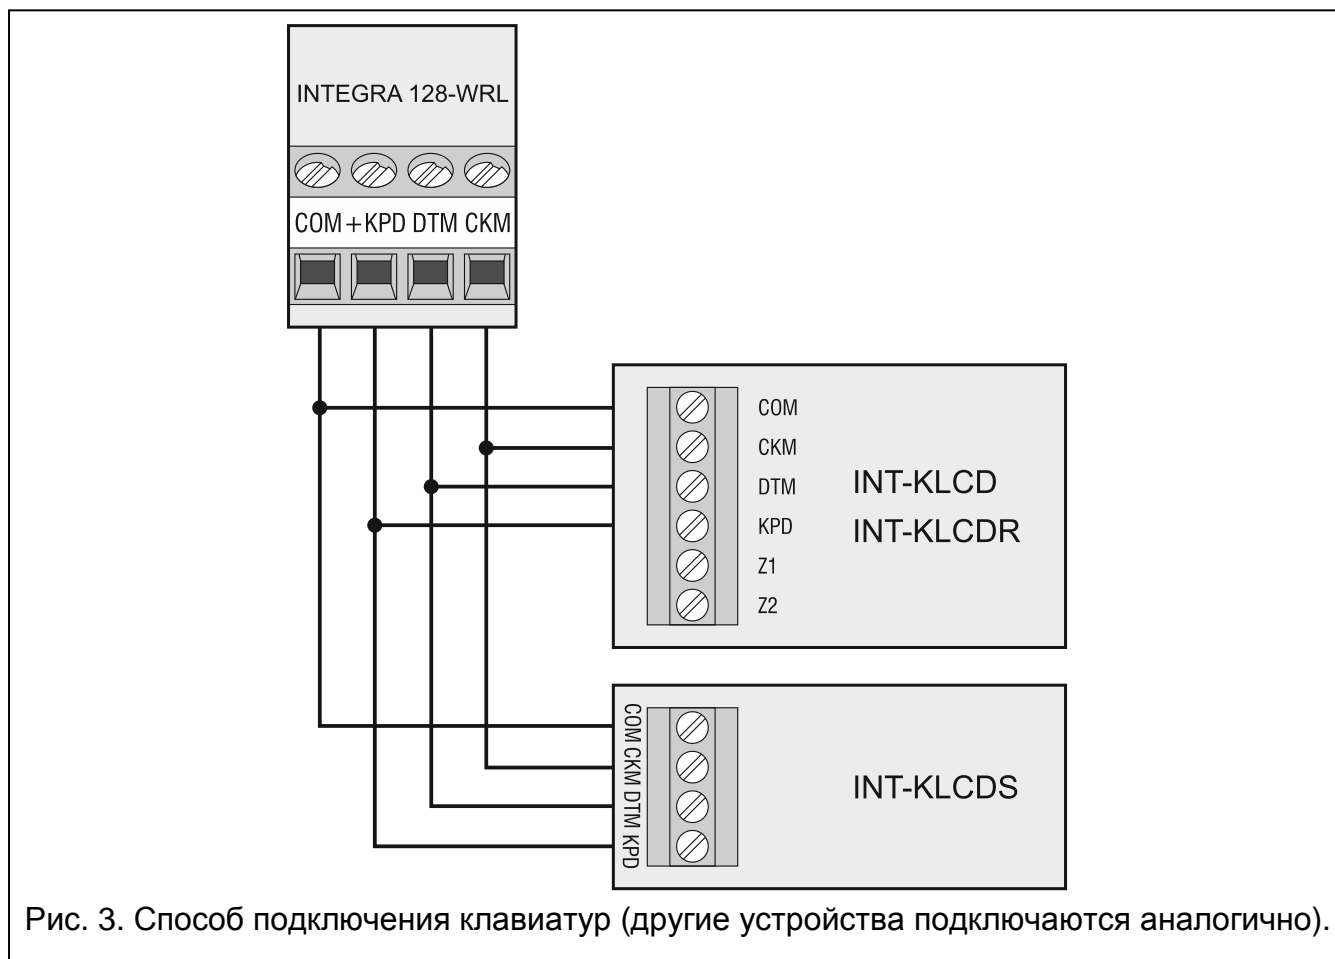 INTEGRA 128-WRL
COM +KPD DTM CKM
COM
CKM
DTM
KPD
Z1
Z2
INT-KLCD
INT-KLCDR
COM CKM DTM KPD
INT-KLCDS
Рис. 3. Способ подключения клавиатур (другие устройства подключаются аналогично).